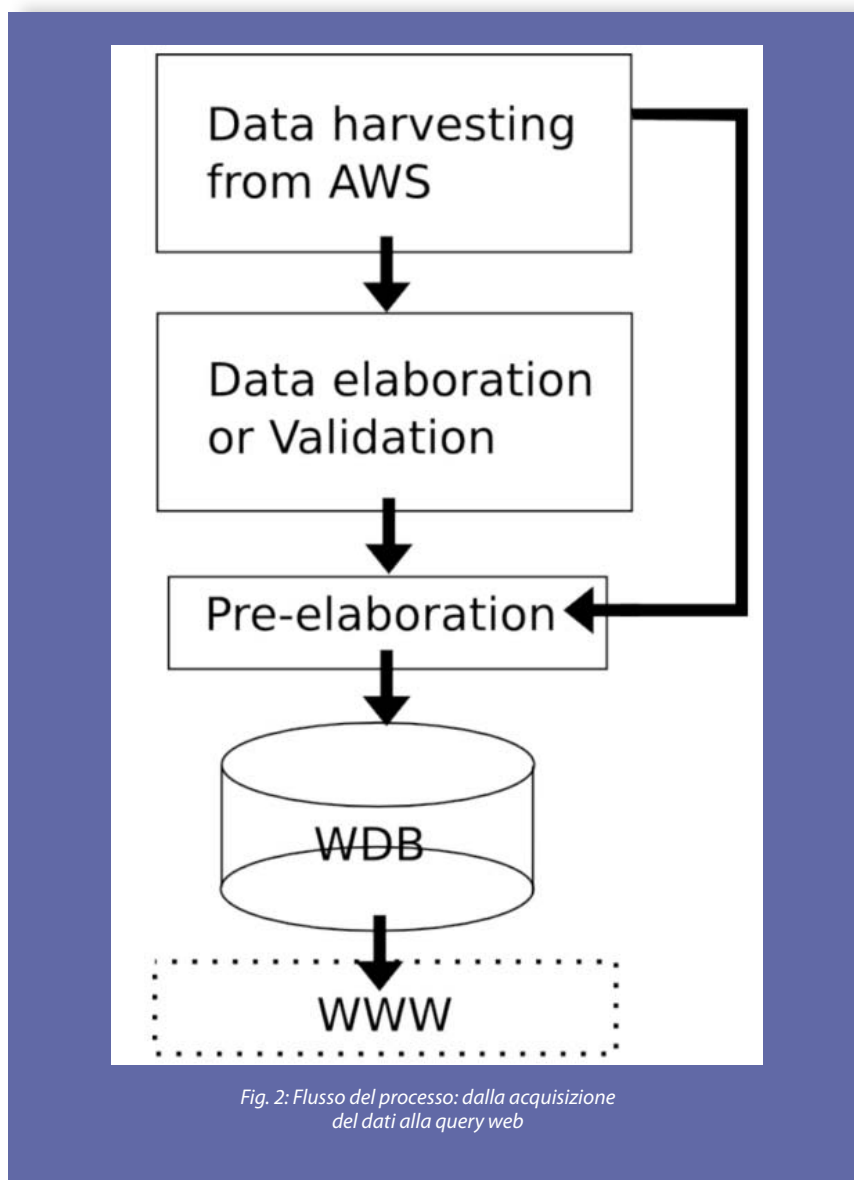 Data harvesting
from AWS
Data elaboration
or Validation
Pre-elaboration
WDB
WWW
Fig. 2: Flusso del processo: dalla acquisizione
del dati alla query web